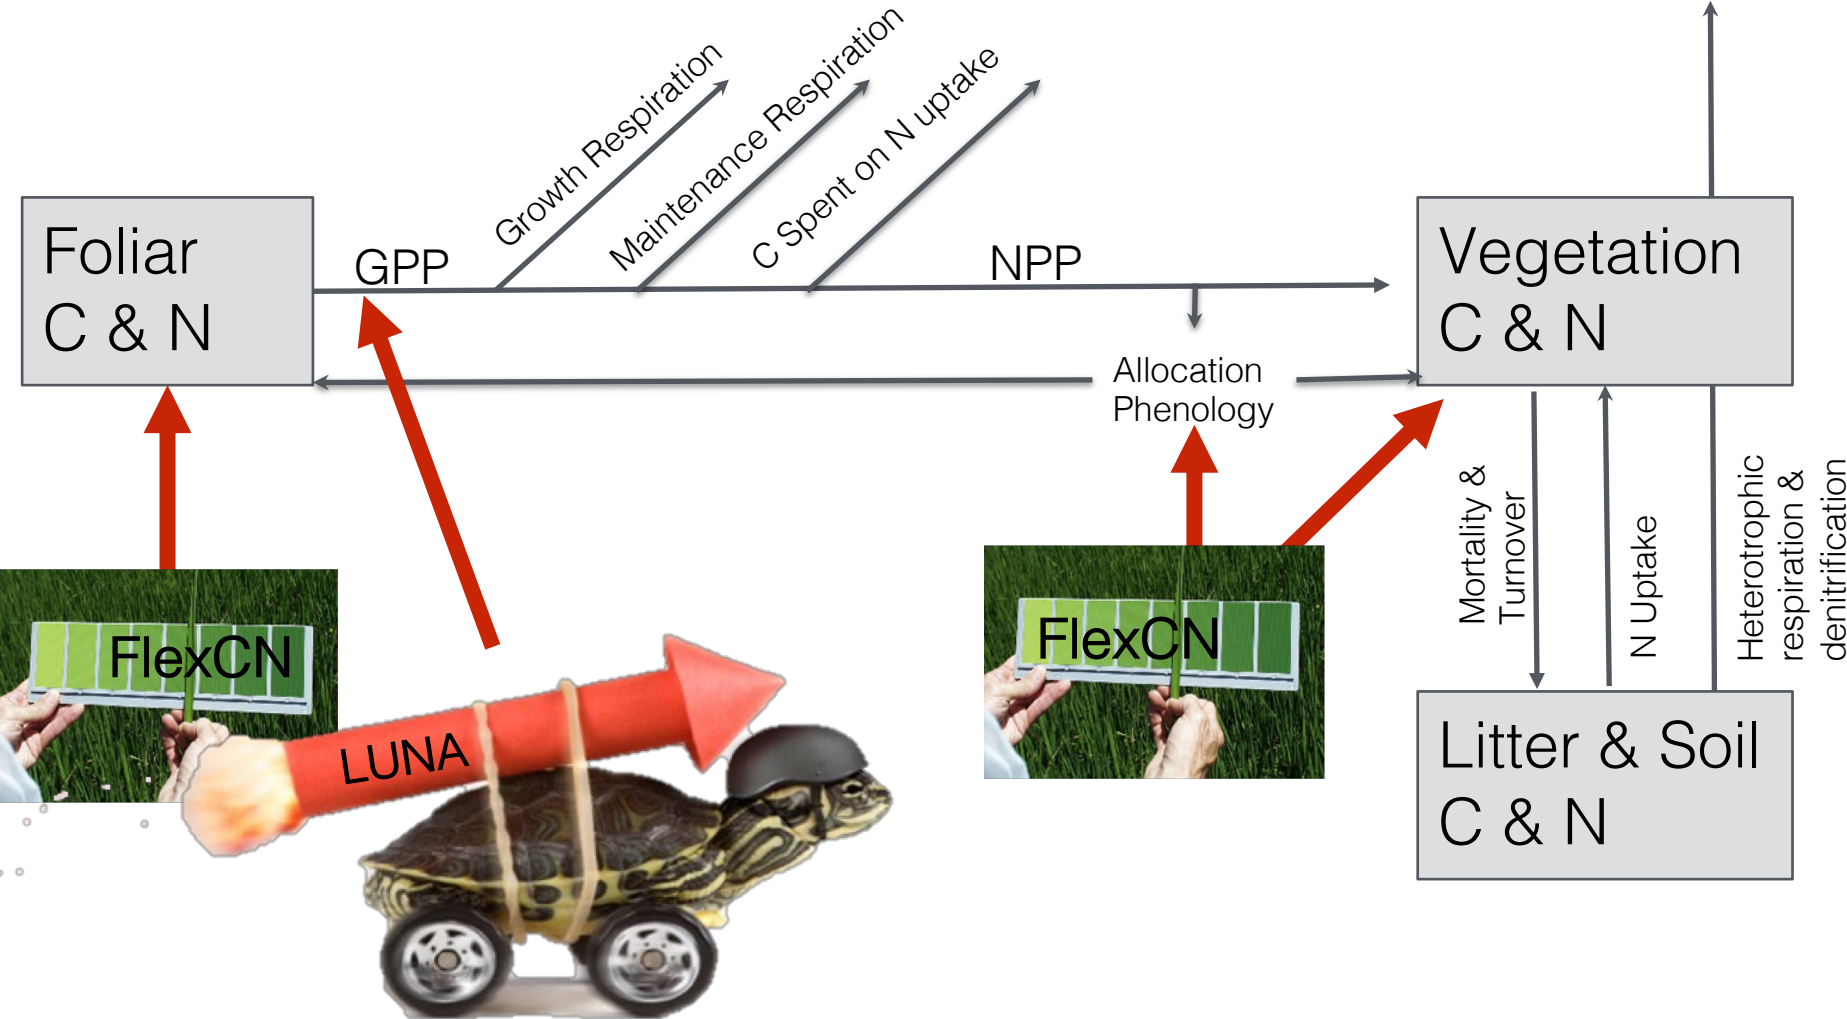 Growth Respiration
Maintenance Respiration
C Spent on N uptake
Foliar
C & N
GPP
NPP
Vegetation
C & N
Allocation
Phenology
Mortality &
Turnover
N Uptake
Heterotrophic
respiration &
denitrification
FlexCN
FlexCN
LUNA
Litter & Soil
C & N